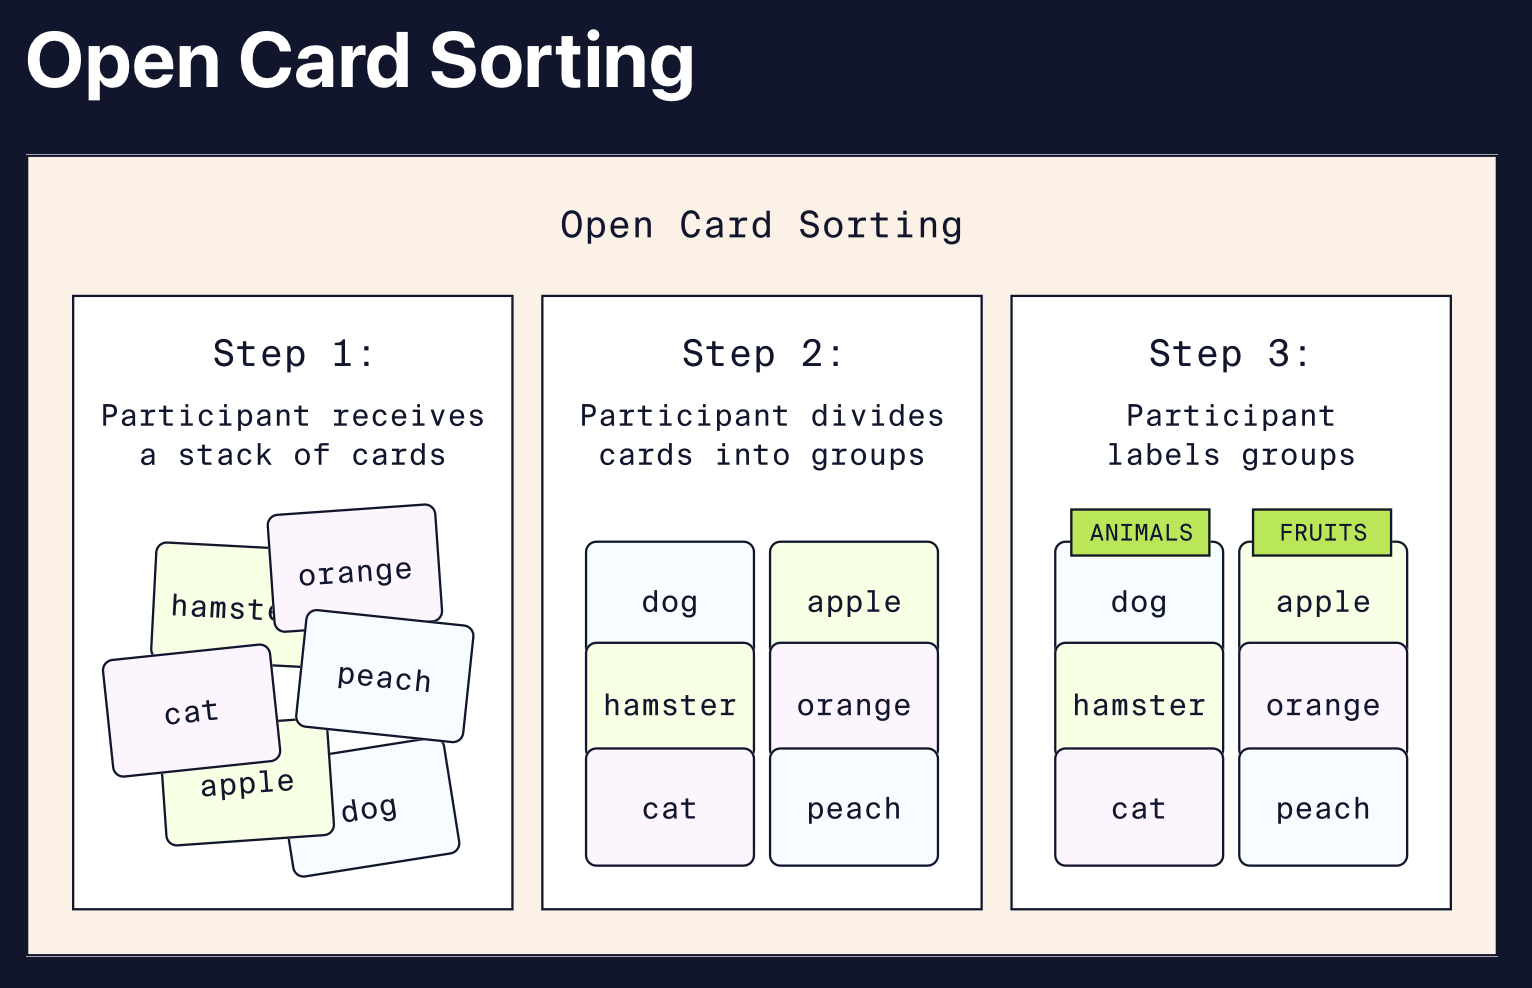 Open Card Sorting
Open Card Sorting
Step 1:
Participant receives
a stack of cards
orange
hamste
peach
cat
apple
dog
Step 2:
Participant divides
cards into groups
dog
apple
hamster
orange
cat
peach
Step 3:
Participant
labels groups
ANIMALS
FRUITS
dog
apple
hamster
orange
cat
peach